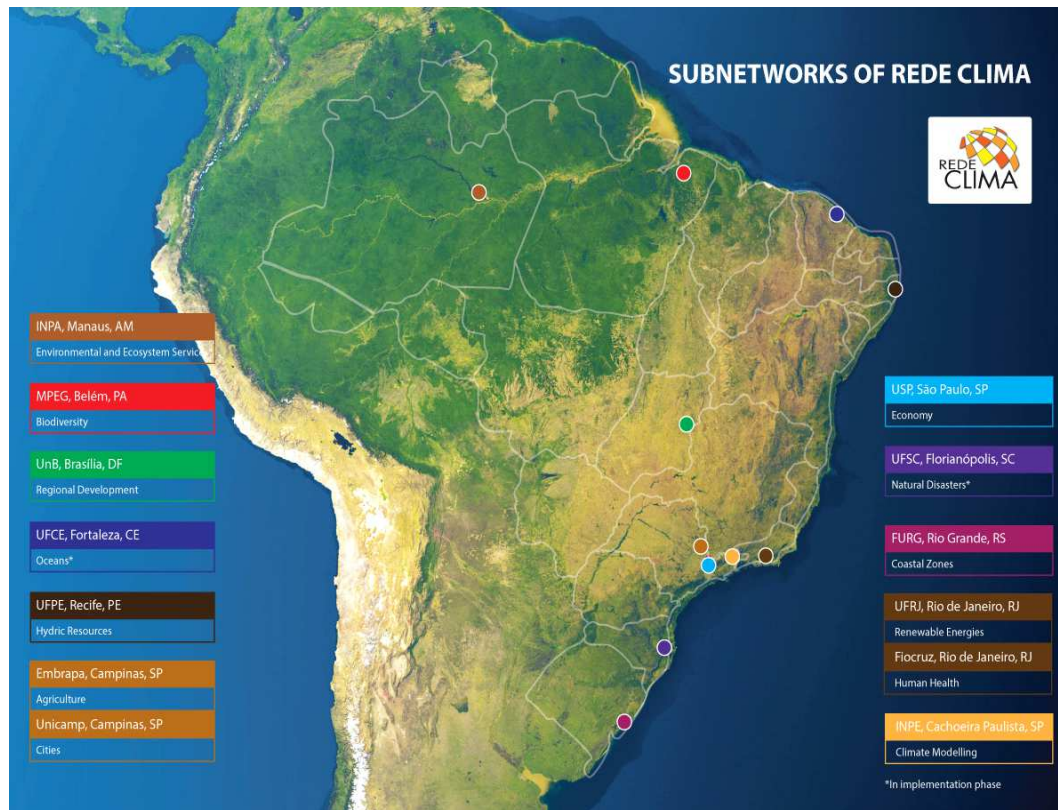 SUBNETWORKS OF REDE CLIMA
REDE
CLIMA
INPA, Manaus, AM
Environmental and Ecosystem Service
MPEG, Belém, PA
Biodiversity
UnB, Brasília, DF
Regional Development
UFCE, Fortaleza, CE
Oceans*
UFPE, Recife, PE
Hydric Resources
Embrapa, Campinas, SP
Agriculture
Unicamp, Campinas, SP
Cities
USP, São Paulo, SP
Economy
UFSC, Florianópolis, SC
Natural Disasters*
FURG, Rio Grande, RS
Coastal Zones
UFRJ, Rio de Janeiro, RJ
Renewable Energies
Fiocruz, Rio de Janeiro, RJ
Human Health
INPE, Cachoeira Paulista, SP
Climate Modelling
*In implementation phase